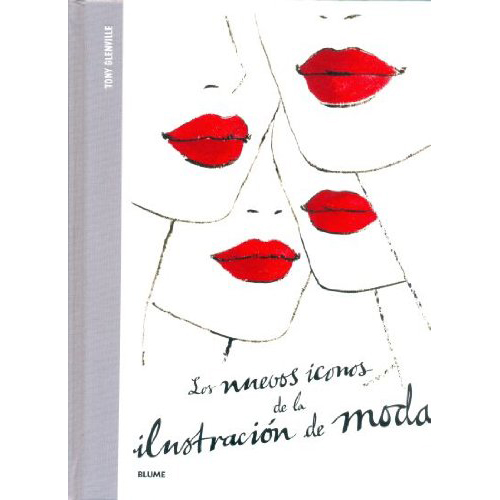 TONY GLENVILLE
Los nuevos iconos
de la
ilustración de moda
BLUME